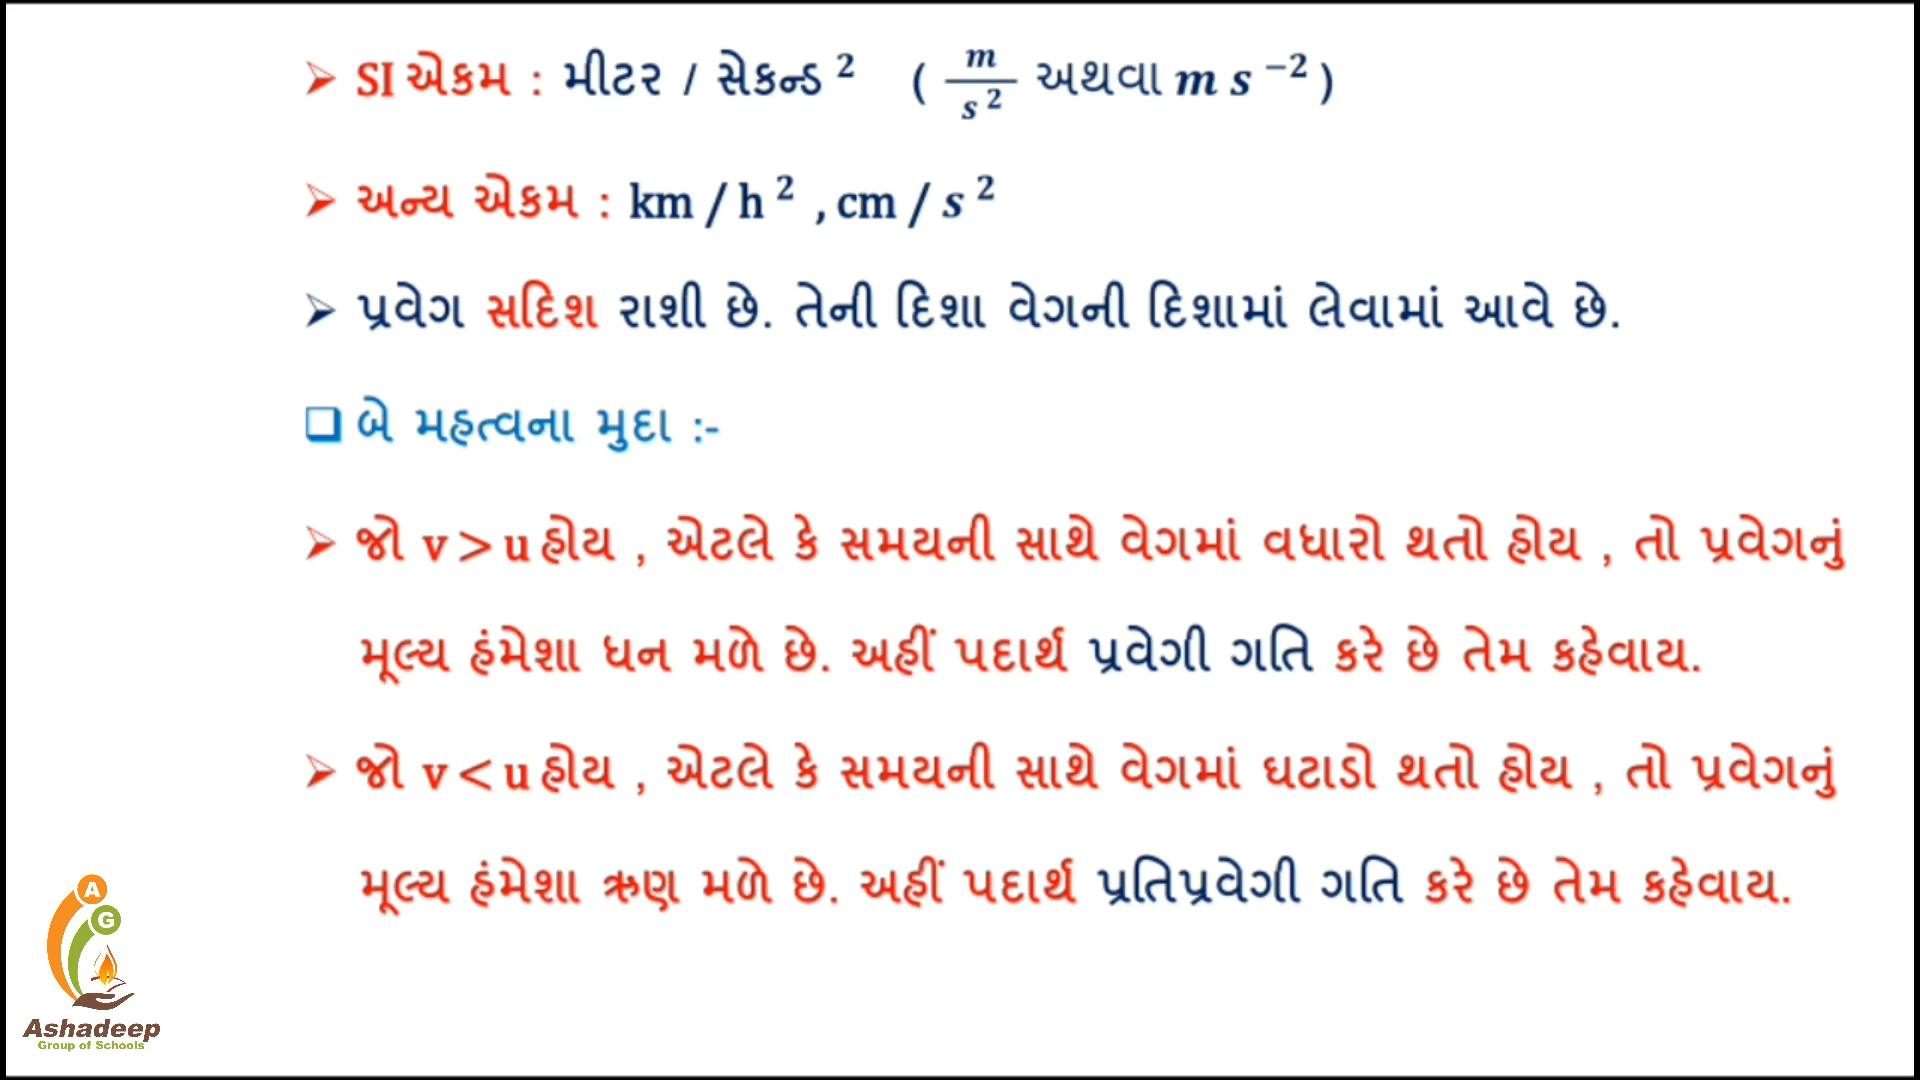 ➢ SI એકમ : મીટર / સેકન્ડ ² ( m/s² અથવા m s ⁻² )
➢ અન્ય એકમ : km / h ² , cm / s ²
➢ પ્રવેગ સદિશ રાશી છે. તેની દિશા વેગની દિશામાં લેવામાં આવે છે.
❑ બે મહત્વના મુદા :-
➢ જો v > u હોય , એટલે કે સમયની સાથે વેગમાં વધારો થતો હોય , તો પ્રવેગનું
મૂલ્ય હંમેશા ધન મળે છે. અહીં પદાર્થ પ્રવેગી ગતિ કરે છે તેમ કહેવાય.
➢ જો v < u હોય , એટલે કે સમયની સાથે વેગમાં ઘટાડો થતો હોય , તો પ્રવેગનું
મૂલ્ય હંમેશા ઋણ મળે છે. અહીં પદાર્થ પ્રતિપ્રવેગી ગતિ કરે છે તેમ કહેવાય.
A
G
Ashadeep
Group of Schools